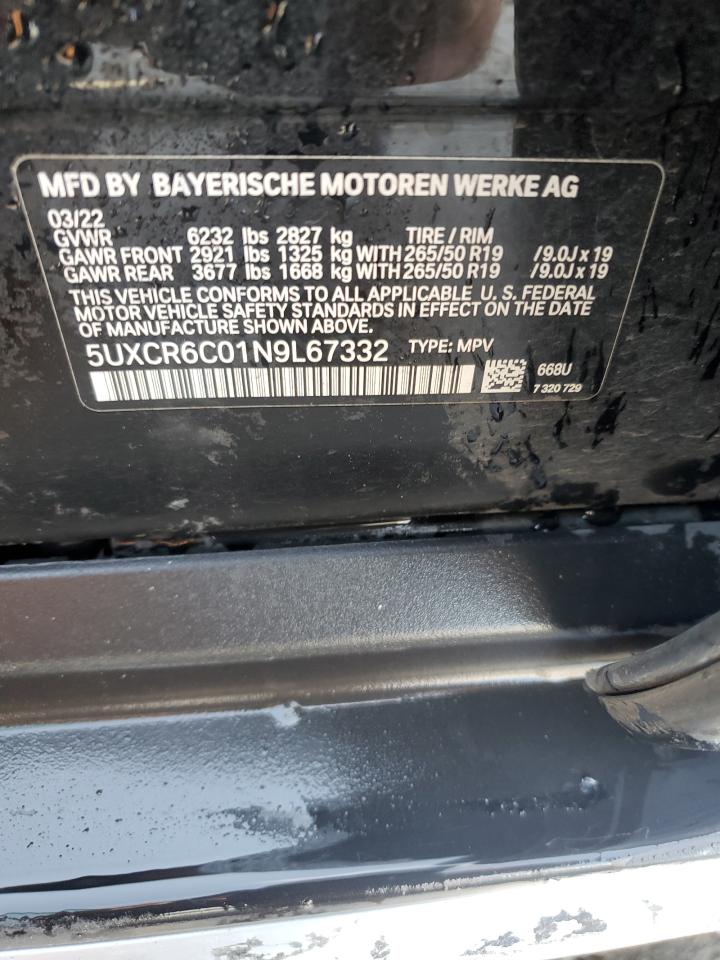 MFD BY BAYERISCHE MOTOREN WERKE AG
03/22
GVWR 6232 lbs 2827 kg TIRE / RIM
GAWR FRONT 2921 lbs 1325 kg WITH 265/50 R19 /9.0J x 19
GAWR REAR 3677 lbs 1668 kg WITH 265/50 R19 /9.0J x 19
THIS VEHICLE CONFORMS TO ALL APPLICABLE U. S. FEDERAL
MOTOR VEHICLE SAFETY STANDARDS IN EFFECT ON THE DATE
OF MANUFACTURE SHOWN ABOVE.
5UXCR6C01N9L67332 TYPE: MPV
668U
7 320 729